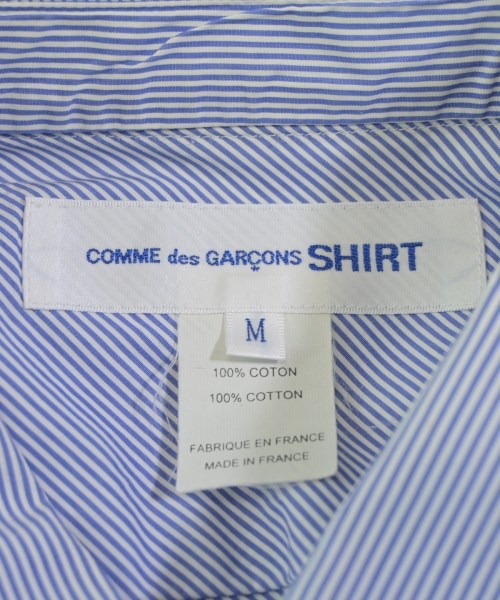 COMME des GARÇONS SHIRT
M
100% COTON
100% COTTON
FABRIQUE EN FRANCE
MADE IN FRANCE